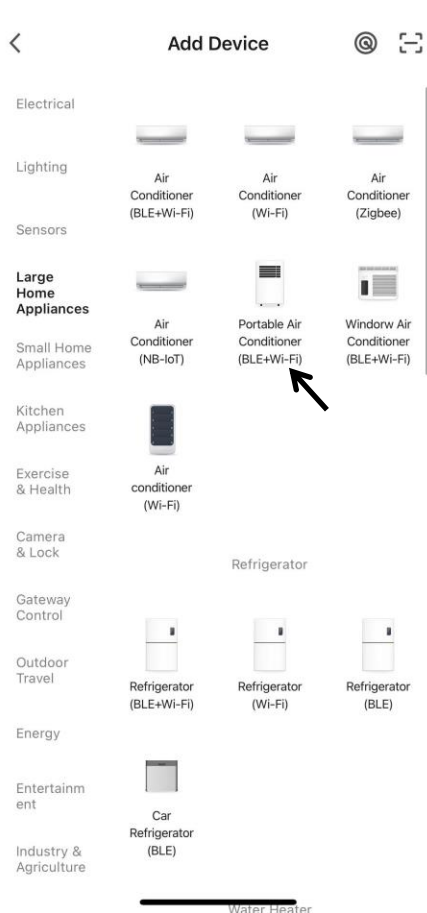 Add Device
Electrical
Lighting
Sensors
Large
Home
Appliances
Small Home
Appliances
Kitchen
Appliances
Exercise
& Health
Camera
& Lock
Gateway
Control
Outdoor
Travel
Energy
Entertainm
ent
Industry &
Agriculture
Air
Conditioner
(BLE+Wi-Fi)
Air
Conditioner
(Wi-Fi)
Air
Conditioner
(Zigbee)
Air
Conditioner
(NB-IoT)
Portable Air
Conditioner
(BLE+Wi-Fi)
Windorw Air
Conditioner
(BLE+Wi-Fi)
Air
conditioner
(Wi-Fi)
Refrigerator
Refrigerator
(BLE+Wi-Fi)
Refrigerator
(Wi-Fi)
Refrigerator
(BLE)
Car
Refrigerator
(BLE)
Water Heater